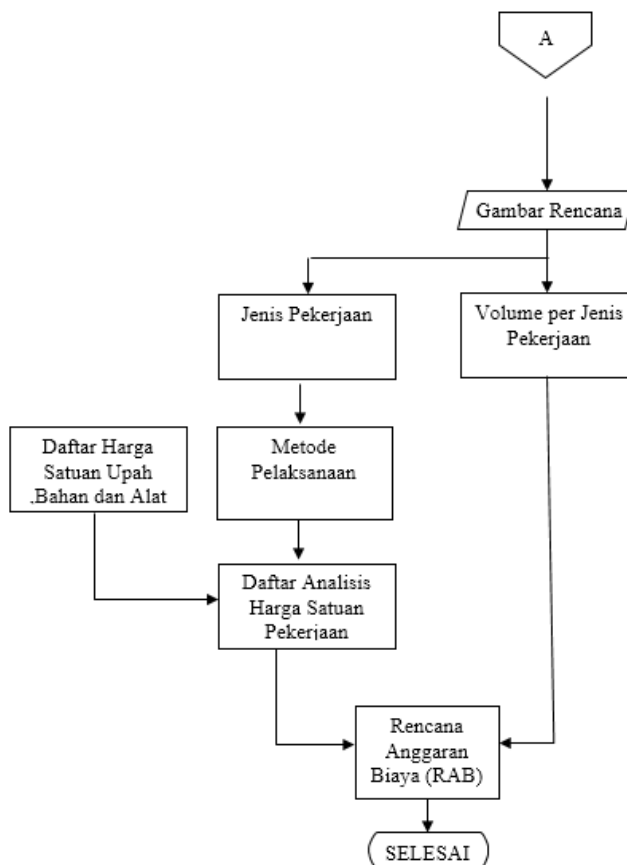 A
Gambar Rencana
Jenis Pekerjaan
Volume per Jenis
Pekerjaan
Daftar Harga
Satuan Upah
,Bahan dan Alat
Metode
Pelaksanaan
Daftar Analisis
Harga Satuan
Pekerjaan
Rencana
Anggaran
Biaya (RAB)
SELESAI